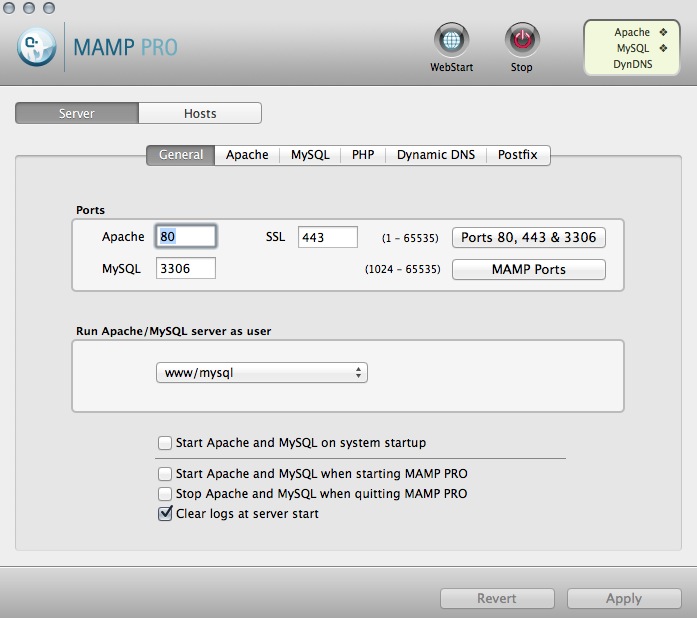 MAMP PRO
WebStart
Stop
Apache
MySQL
DynDNS
Server
Hosts
General
Apache
MySQL
PHP
Dynamic DNS
Postfix
Ports
Apache 80 SSL 443 (1 - 65535) Ports 80, 443 & 3306
MySQL 3306 (1024 - 65535) MAMP Ports
Run Apache/MySQL server as user
www/mysql
Start Apache and MySQL on system startup
Start Apache and MySQL when starting MAMP PRO
Stop Apache and MySQL when quitting MAMP PRO
Clear logs at server start
Revert
Apply